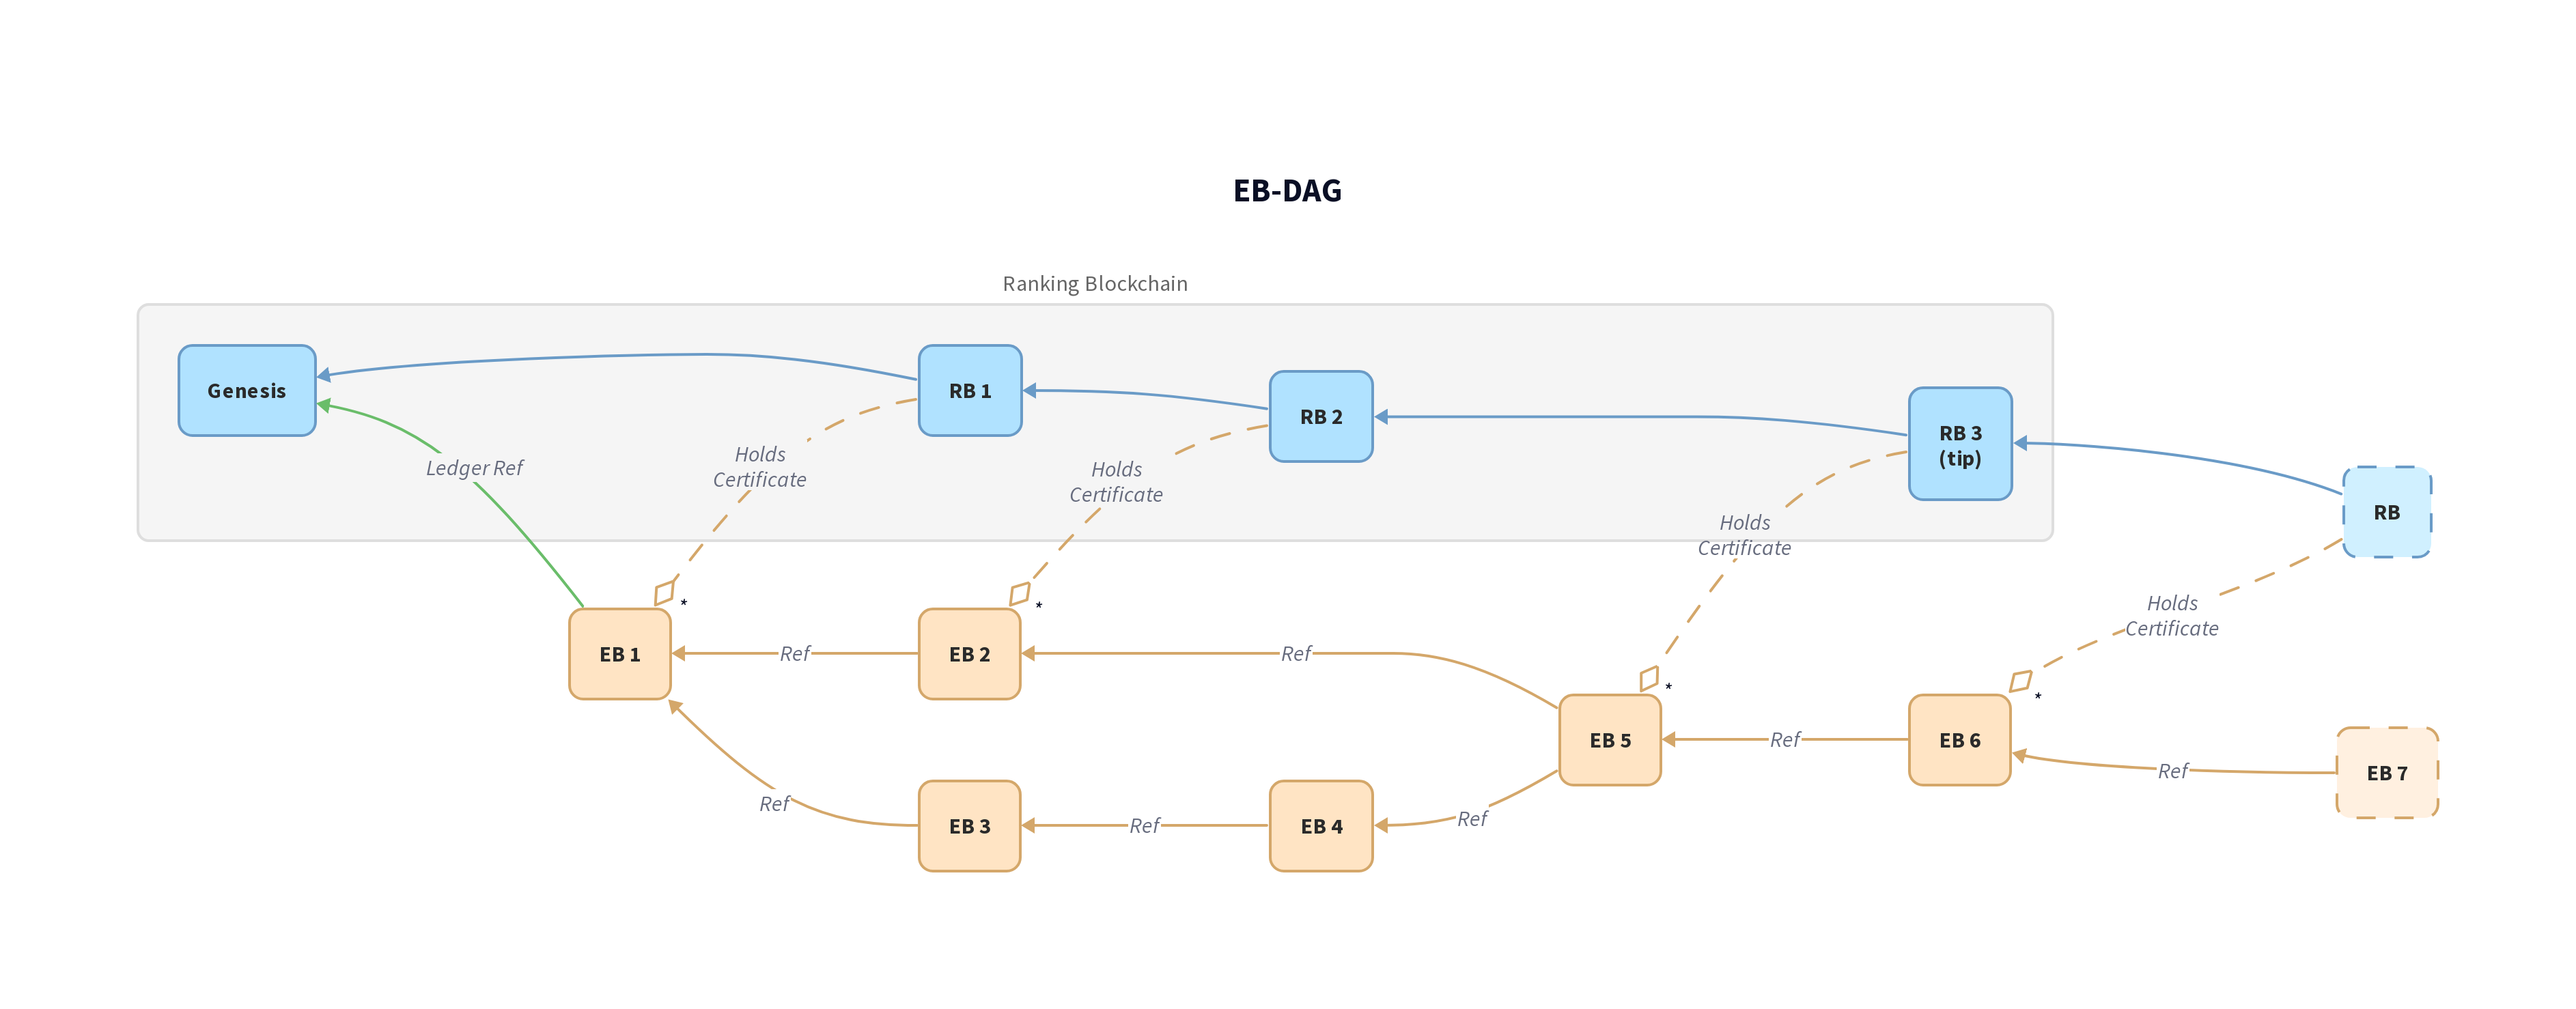 EB-DAG
Ranking Blockchain
Genesis
RB 1
RB 2
RB 3
(tip)
RB
Ledger Ref
Holds
Certificate
Holds
Certificate
Holds
Certificate
Holds
Certificate
*
*
*
*
EB 1
Ref
EB 2
Ref
EB 5
Ref
EB 6
Ref
EB 7
Ref
EB 3
Ref
EB 4
Ref